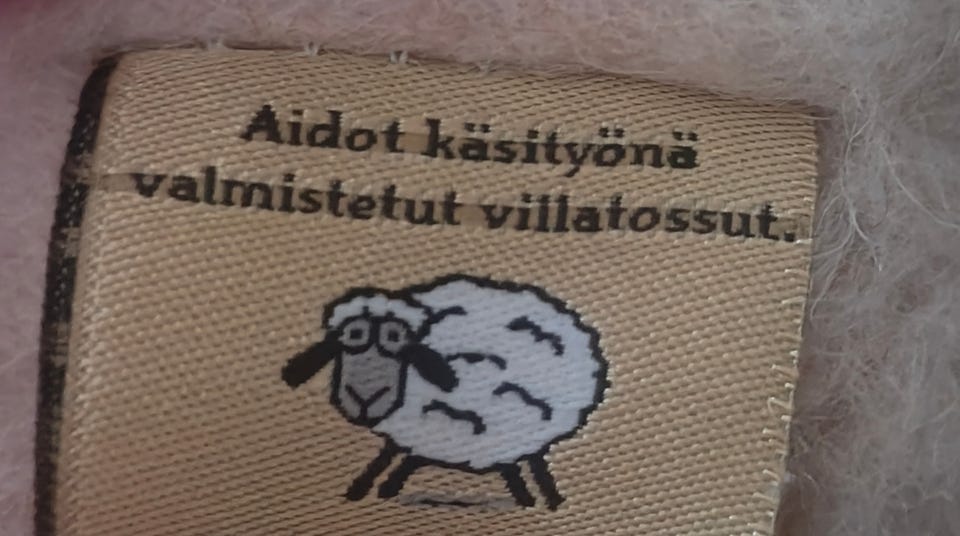 Aidot käsityönä
valmistetut villatossut.